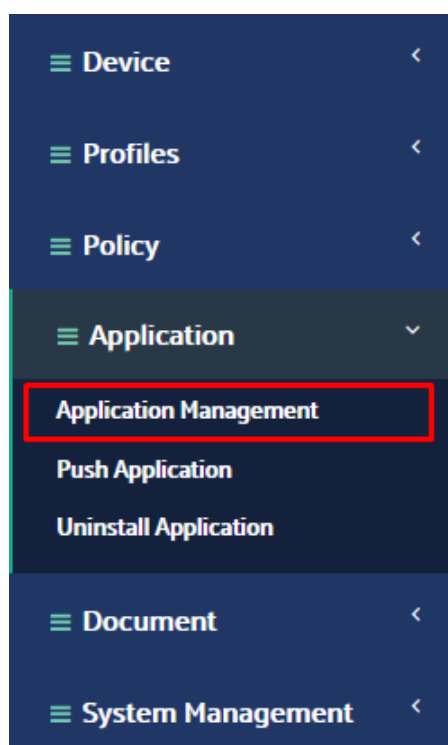 Device
Profiles
Policy
Application
Application Management
Push Application
Uninstall Application
Document
System Management